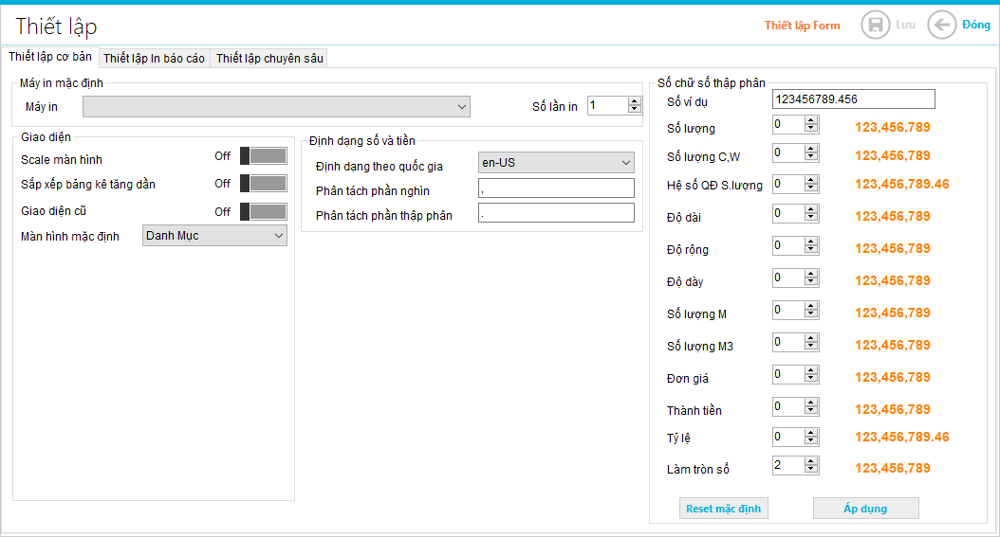 Thiết lập
Thiết lập Form
Lưu
Đóng
Thiết lập cơ bản
Thiết lập In báo cáo
Thiết lập chuyên sâu
Máy in mặc định
Máy in
Số lần in
1
Giao diện
Scale màn hình
Off
Sắp xếp bảng kê tăng dần
Off
Giao diện cũ
Off
Màn hình mặc định
Danh Mục
Định dạng số và tiền
Định dạng theo quốc gia
en-US
Phân tách phần nghìn
,
Phân tách phần thập phân
.
Số chữ số thập phân
Số ví dụ
123456789.456
Số lượng
0
123,456,789
Số lượng C,W
0
123,456,789
Hệ số QĐ S.lượng
0
123,456,789.46
Độ dài
0
123,456,789
Độ rộng
0
123,456,789
Độ dày
0
123,456,789
Số lượng M
0
123,456,789
Số lượng M3
0
123,456,789
Đơn giá
0
123,456,789
Thành tiền
0
123,456,789
Tỷ lệ
0
123,456,789.46
Làm tròn số
2
123,456,789
Reset mặc định
Áp dụng